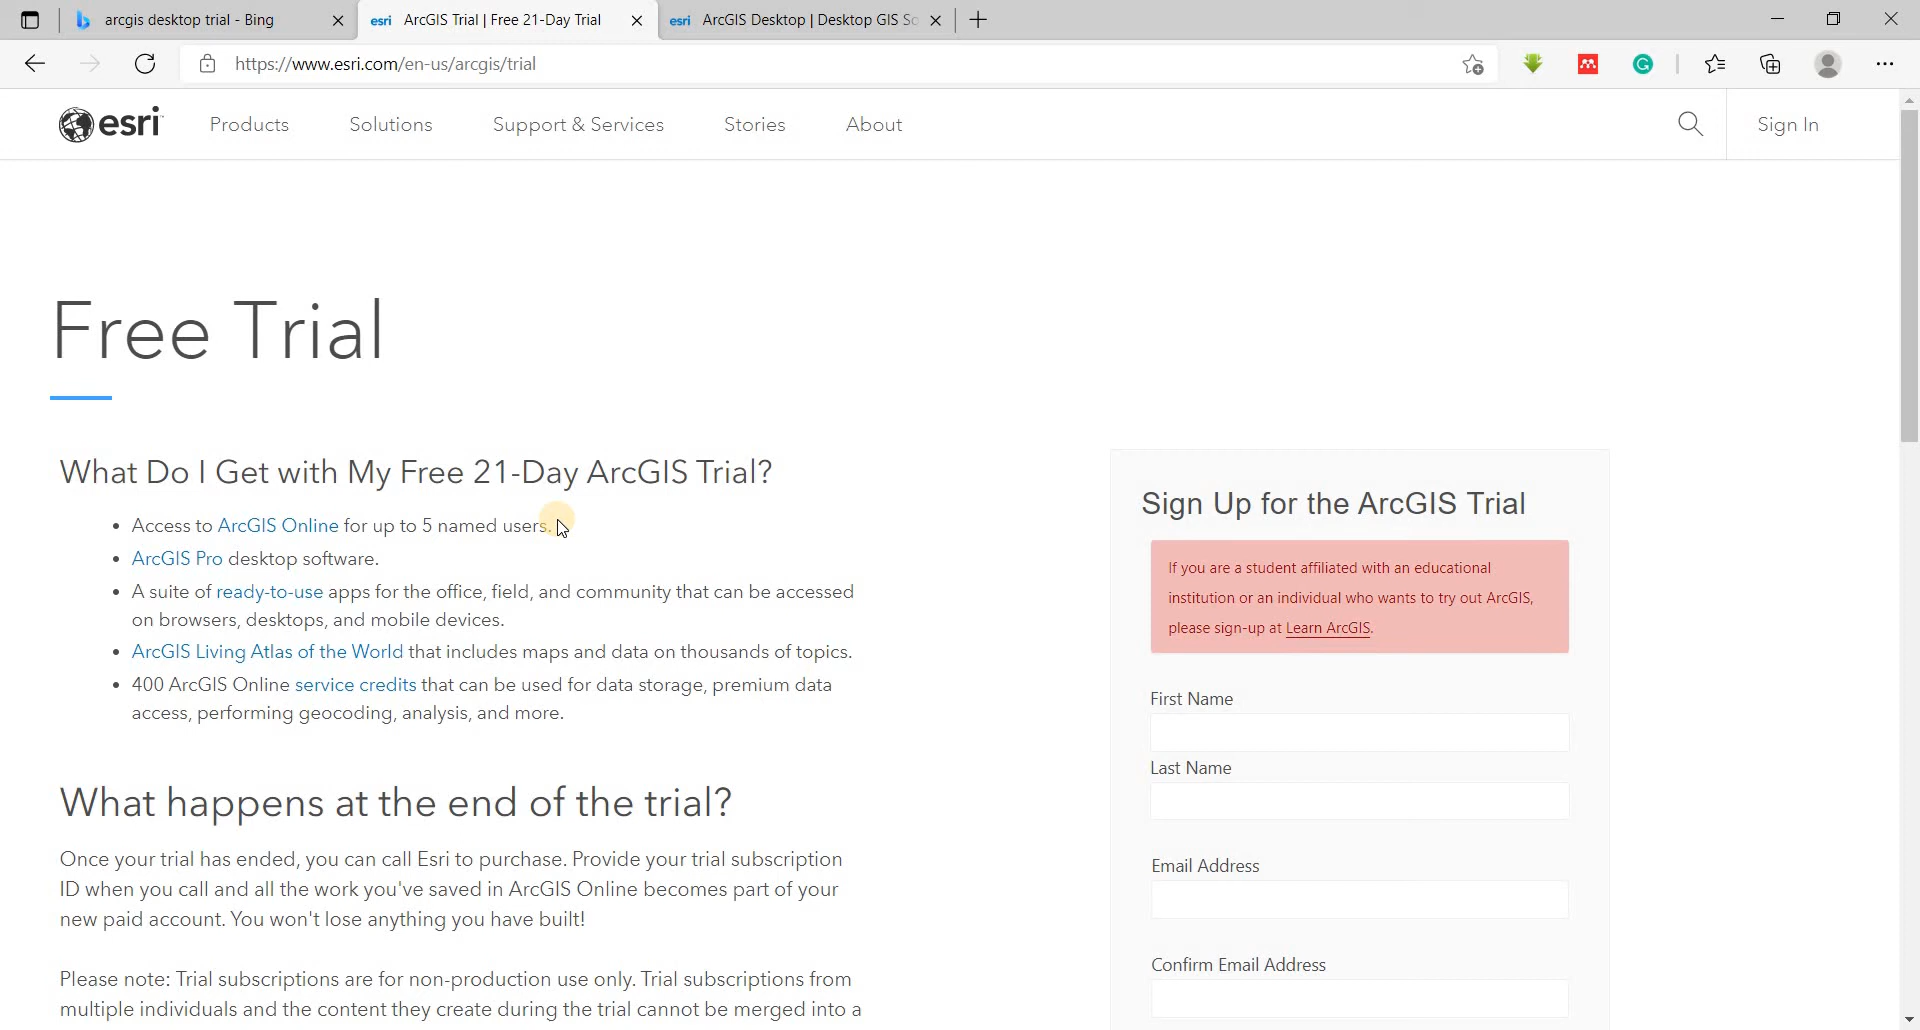 arcgis desktop trial - Bing
esri ArcGIS Trial | Free 21-Day Trial
esri ArcGIS Desktop | Desktop GIS So
https://www.esri.com/en-us/arcgis/trial
esri
Products
Solutions
Support & Services
Stories
About
Sign In
Free Trial
What Do I Get with My Free 21-Day ArcGIS Trial?
• Access to ArcGIS Online for up to 5 named users.
• ArcGIS Pro desktop software.
• A suite of ready-to-use apps for the office, field, and community that can be accessed
on browsers, desktops, and mobile devices.
• ArcGIS Living Atlas of the World that includes maps and data on thousands of topics.
• 400 ArcGIS Online service credits that can be used for data storage, premium data
access, performing geocoding, analysis, and more.
What happens at the end of the trial?
Once your trial has ended, you can call Esri to purchase. Provide your trial subscription
ID when you call and all the work you've saved in ArcGIS Online becomes part of your
new paid account. You won't lose anything you have built!
Please note: Trial subscriptions are for non-production use only. Trial subscriptions from
multiple individuals and the content they create during the trial cannot be merged into a
Sign Up for the ArcGIS Trial
If you are a student affiliated with an educational
institution or an individual who wants to try out ArcGIS,
please sign-up at Learn ArcGIS.
First Name
Last Name
Email Address
Confirm Email Address